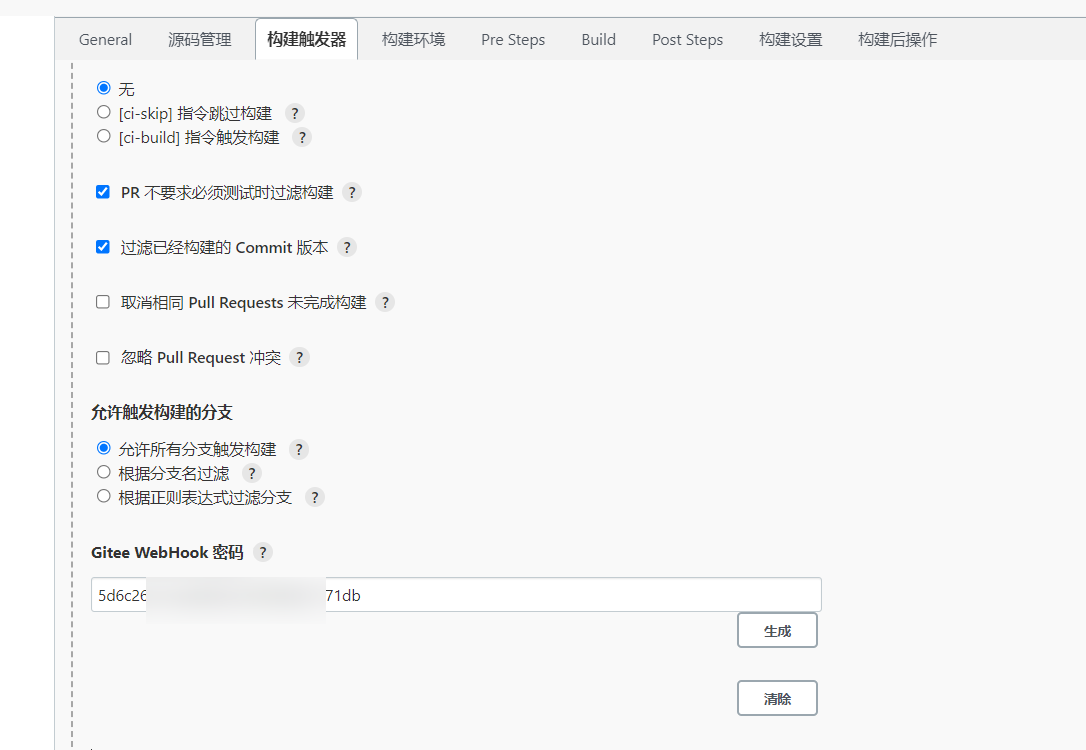 General 源码管理 构建触发器 构建环境 Pre Steps Build Post Steps 构建设置 构建后操作
无
[ci-skip] 指令跳过构建 ?
[ci-build] 指令触发构建 ?
PR 不要求必须测试时过滤构建 ?
过滤已经构建的 Commit 版本 ?
取消相同 Pull Requests 未完成构建 ?
忽略 Pull Request 冲突 ?
允许触发构建的分支
允许所有分支触发构建 ?
根据分支名过滤 ?
根据正则表达式过滤分支 ?
Gitee WebHook 密码 ?
5d6c26 71db
生成
清除